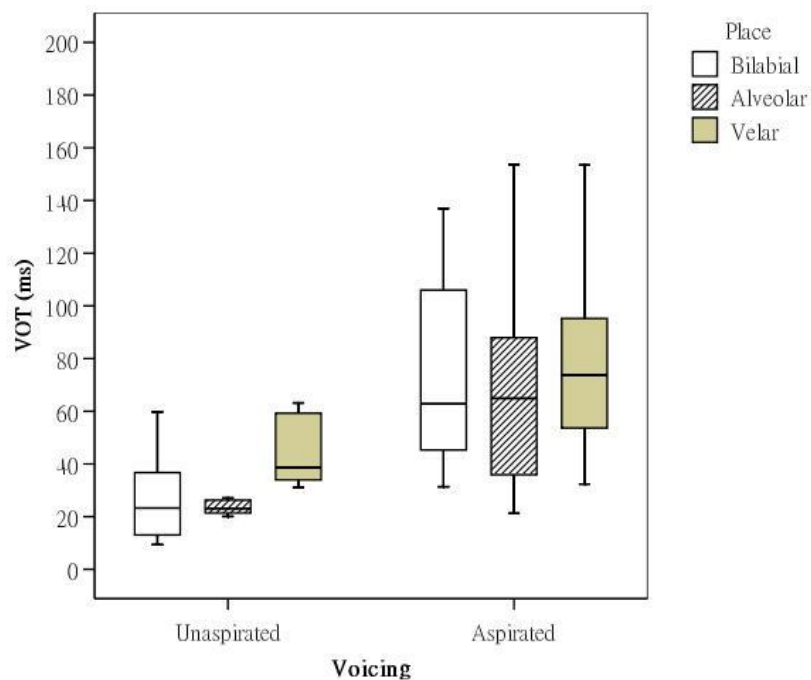 Place
Bilabial
Alveolar
Velar
200
180
160
140
120
100
80
60
40
20
0
VOT (ms)
Unaspirated
Aspirated
Voicing